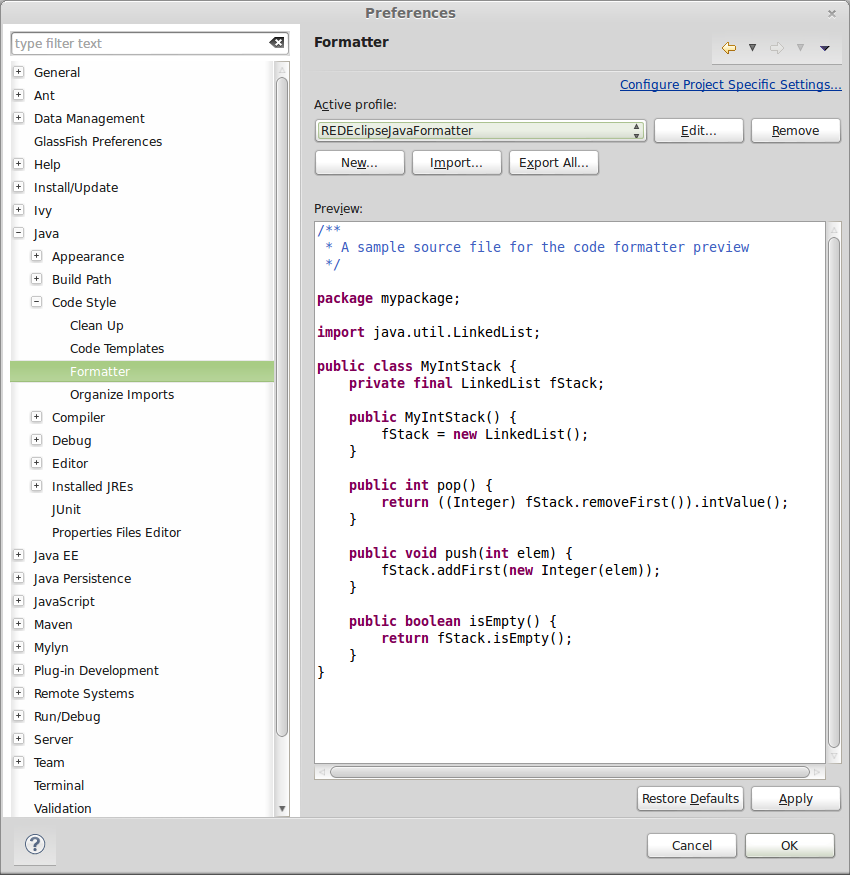 Preferences
type filter text
General
Ant
Data Management
GlassFish Preferences
Help
Install/Update
Ivy
Java
Appearance
Build Path
Code Style
Clean Up
Code Templates
Formatter
Organize Imports
Compiler
Debug
Editor
Installed JREs
JUnit
Properties Files Editor
Java EE
Java Persistence
JavaScript
Maven
Mylyn
Plug-in Development
Remote Systems
Run/Debug
Server
Team
Terminal
Validation
Formatter
Configure Project Specific Settings...
Active profile:
REDEclipseJavaFormatter
Edit...
Remove
New...
Import...
Export All...
Preview:
/**
 * A sample source file for the code formatter preview
 */
package mypackage;
import java.util.LinkedList;
public class MyIntStack {
    private final LinkedList fStack;
    public MyIntStack() {
        fStack = new LinkedList();
    }
    public int pop() {
        return ((Integer) fStack.removeFirst()).intValue();
    }
    public void push(int elem) {
        fStack.addFirst(new Integer(elem));
    }
    public boolean isEmpty() {
        return fStack.isEmpty();
    }
}
Restore Defaults
Apply
?
Cancel
OK